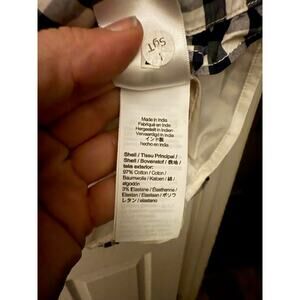 Made in India
Fabriqué en Inde
Hergestellt in Indien
Vervaardigd in India
インド製
hecho en India
Shell / Tissu Principal /
Shell / Bovenstof / 表地 /
tela exterior:
97% Cotton / Coton /
Baumwolle / Katoen / 綿 /
algodón
3% Elastane / Élasthanne /
Elastan / Elastaan / ポリウ
レタン / elastano